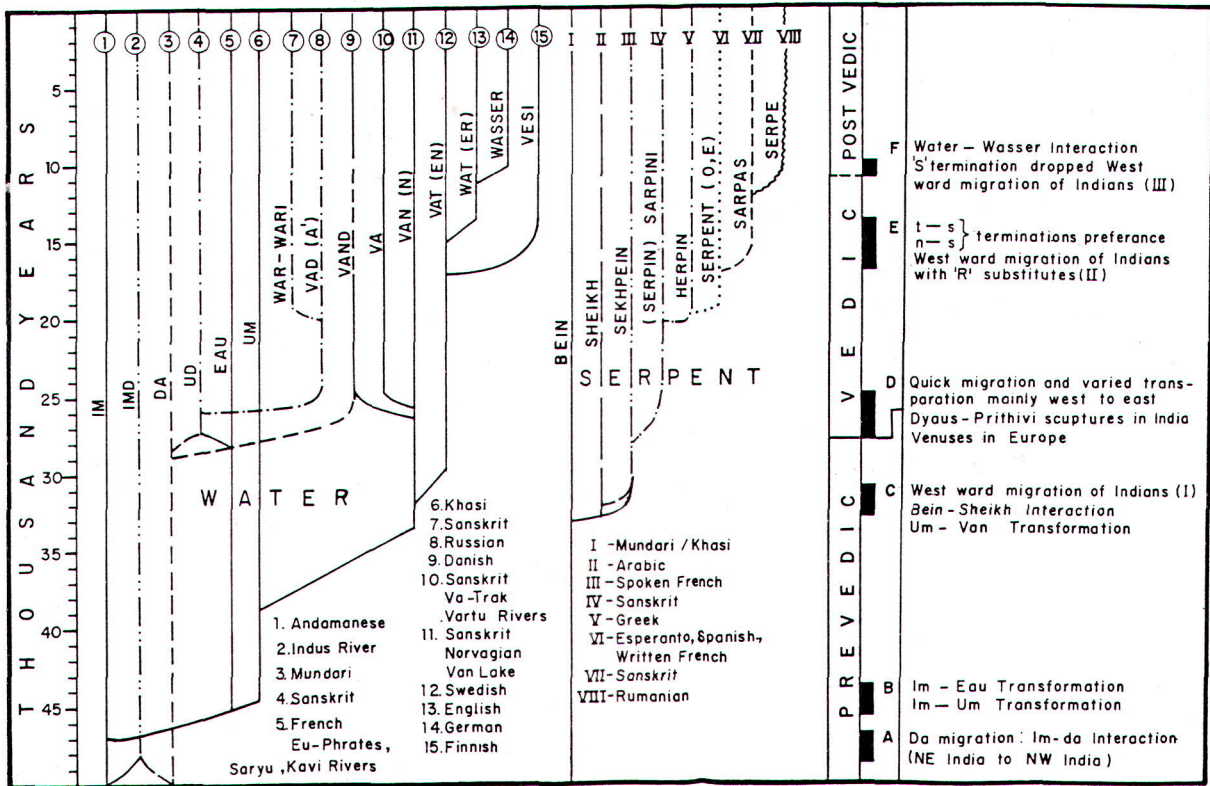 THOUSAND YEARS
5
10
15
20
25
30
35
40
45
1 2 3 4 5 6 7 8 9 10 11 12 13 14 15
I II III IV V VI VII VIII
IM
IMD
DA
UD
EAU
UM
WAR-WARI
VAD (A')
VAND
VA
VAN (N)
VAT (EN)
WAT (ER)
WASSER
VESI
WATER
BEIN
SHEIKH
SEKHPEIN
(SERPIN) SARPINI
HERPIN
SERPENT (O,E)
SARPAS
SERPE
SERPENT
1. Andamanese
2. Indus River
3. Mundari
4. Sanskrit
5. French
Eu-Phrates,
Saryu, Kavi Rivers
6. Khasi
7. Sanskrit
8. Russian
9. Danish
10. Sanskrit
Va-Trak
.Vartu Rivers
11. Sanskrit
Norvagian
Van Lake
12. Swedish
13. English
14. German
15. Finnish
I - Mundari / Khasi
II - Arabic
III - Spoken French
IV - Sanskrit
V - Greek
VI - Esperanto, Spanish,
Written French
VII - Sanskrit
VIII - Rumanian
POST VEDIC
VEDIC
PREVEDIC
F Water – Wasser Interaction
'S' termination dropped West
ward migration of Indians (III)
E t – s
n – s } terminations preferance
West ward migration of Indians
with 'R' substitutes (II)
D Quick migration and varied trans-
paration mainly west to east
Dyaus - Prithivi scuptures in India
Venuses in Europe
C West ward migration of Indians (I)
Bein - Sheikh Interaction
Um - Van Transformation
B Im - Eau Transformation
Im - Um Transformation
A Da migration : Im-da Interaction
(NE India to NW India)